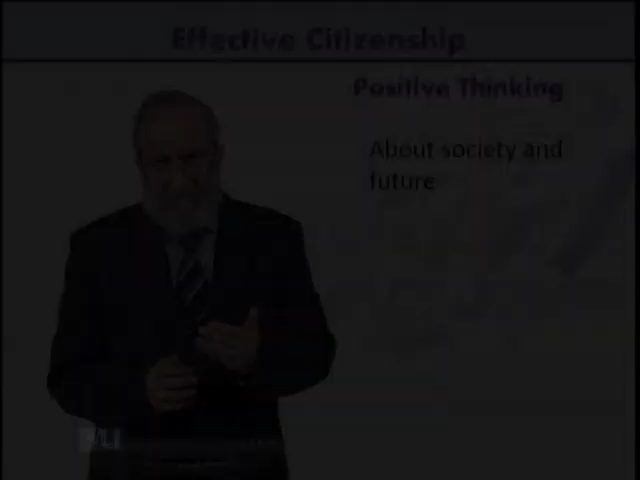 Effective Citizenship
Positive Thinking
About society and
future